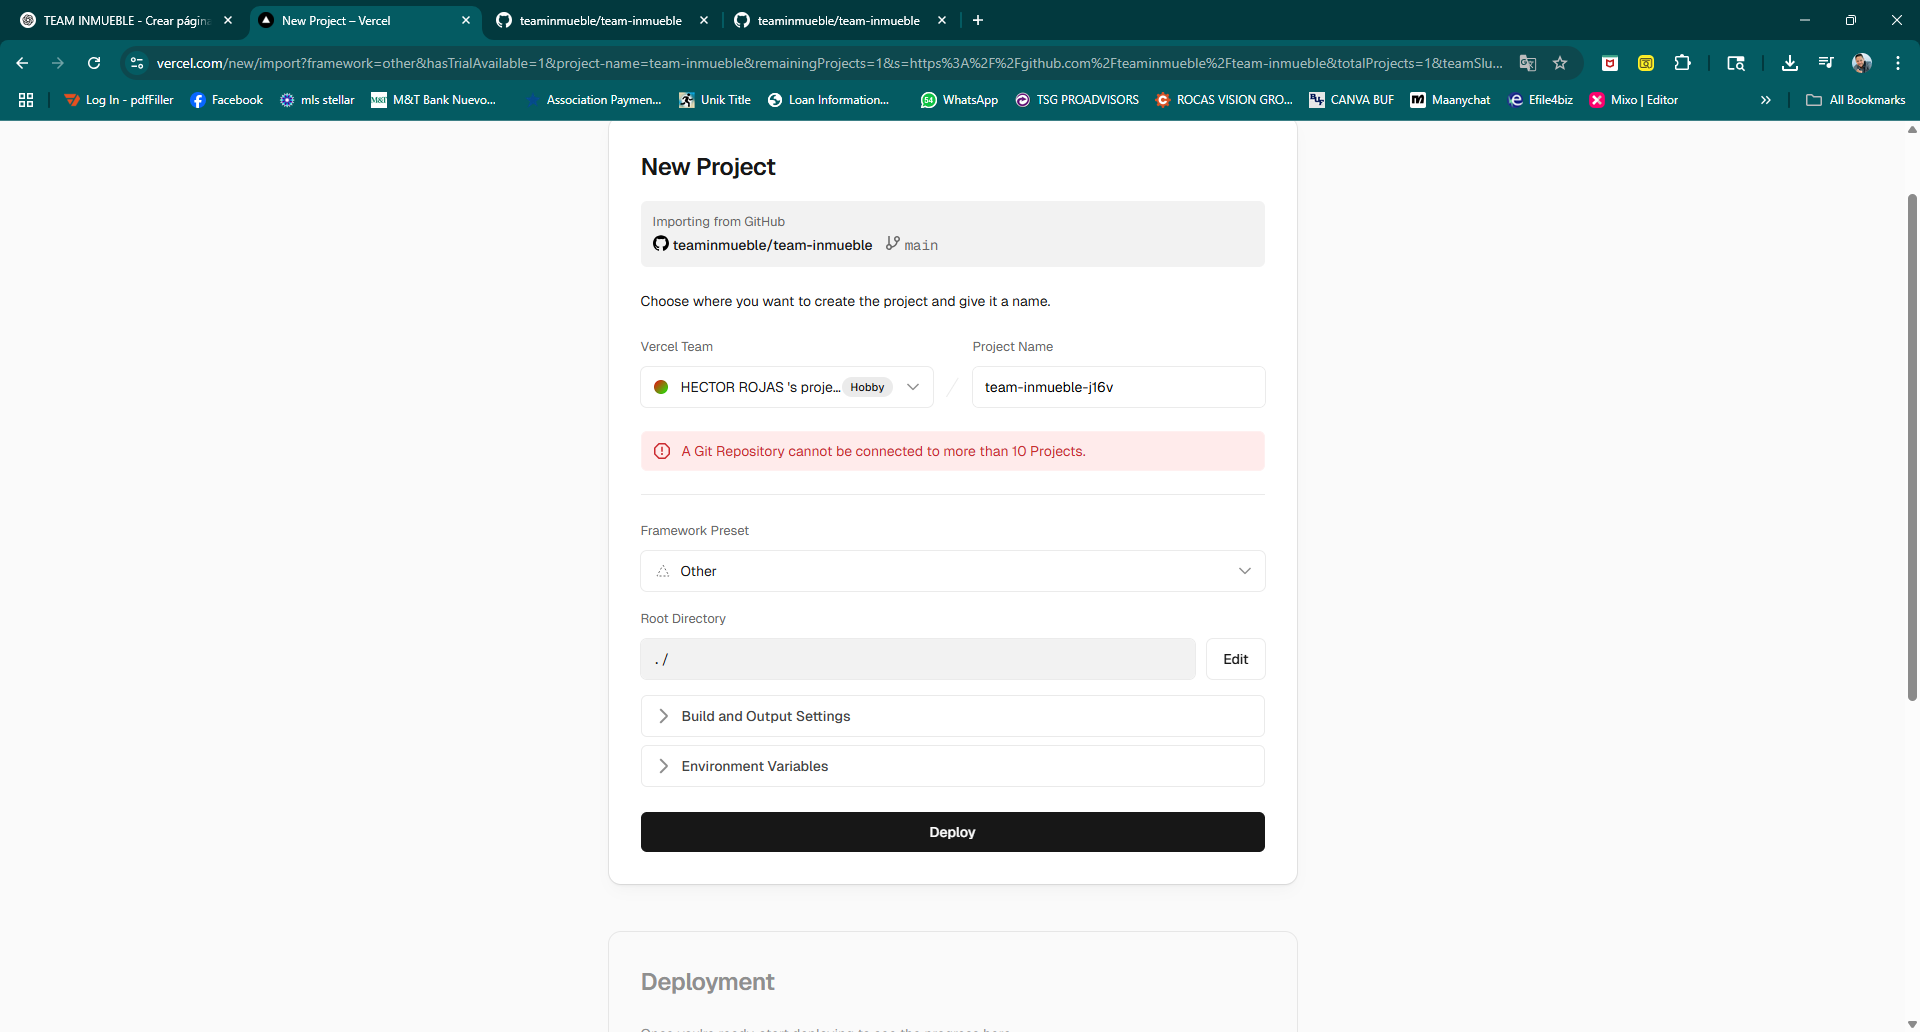 TEAM INMUEBLE - Crear págin
New Project – Vercel
teaminmueble/team-inmueble
teaminmueble/team-inmueble
vercel.com/new/import?framework=other&hasTrialAvailable=1&project-name=team-inmueble&remainingProjects=1&s=https%3A%2F%2Fgithub.com%2Fteaminmueble%2Fteam-inmueble&totalProjects=1&teamSlu...
Log In - pdfFiller
Facebook
mls stellar
M&T Bank Nuevo...
Association Paymen...
Unik Title
Loan Information...
WhatsApp
TSG PROADVISORS
ROCAS VISION GRO...
CANVA BUF
Maanychat
Efile4biz
Mixo | Editor
All Bookmarks
New Project
Importing from GitHub
teaminmueble/team-inmueble main
Choose where you want to create the project and give it a name.
Vercel Team
Project Name
HECTOR ROJAS 's proje... Hobby
team-inmueble-j16v
A Git Repository cannot be connected to more than 10 Projects.
Framework Preset
Other
Root Directory
./
Edit
Build and Output Settings
Environment Variables
Deploy
Deployment